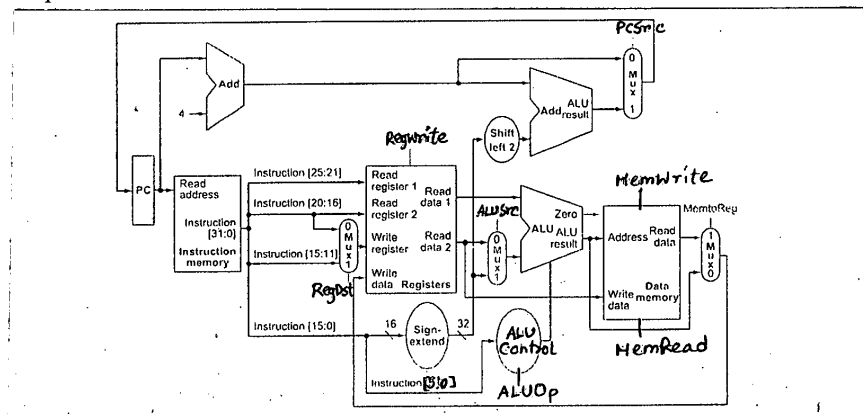 PCSrc
0
Mux
1
Add
4
Add ALU result
Shift left 2
RegWrite
PC
Read address
Instruction [31:0]
Instruction memory
Instruction [25:21]
Instruction [20:16]
Instruction [15:11]
Instruction [15:0]
0
Mux
1
RegDst
Read register 1
Read register 2
Write register
Write data
Read data 1
Read data 2
Registers
ALUSrc
0
Mux
1
Zero
ALU ALU result
MemWrite
Address
Read data
Write data
Data memory
MemRead
MemtoReg
1
Mux
0
16
Sign-extend
32
ALU Control
Instruction [5:0]
ALUOp